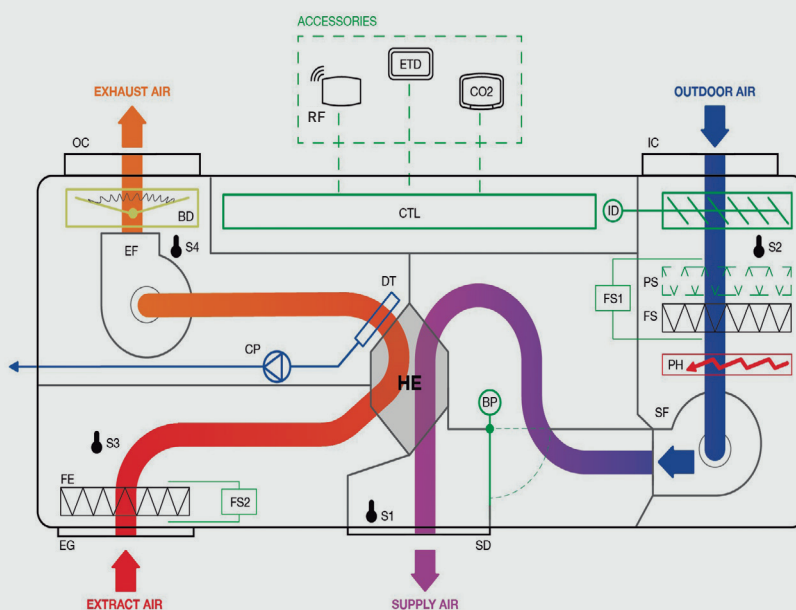 ACCESSORIES
ETD
RF
CO2
EXHAUST AIR
OUTDOOR AIR
OC
IC
BD
CTL
ID
EF
S4
S2
DT
FS1
PS
FS
CP
HE
PH
BP
SF
S3
FE
FS2
S1
EG
SD
EXTRACT AIR
SUPPLY AIR